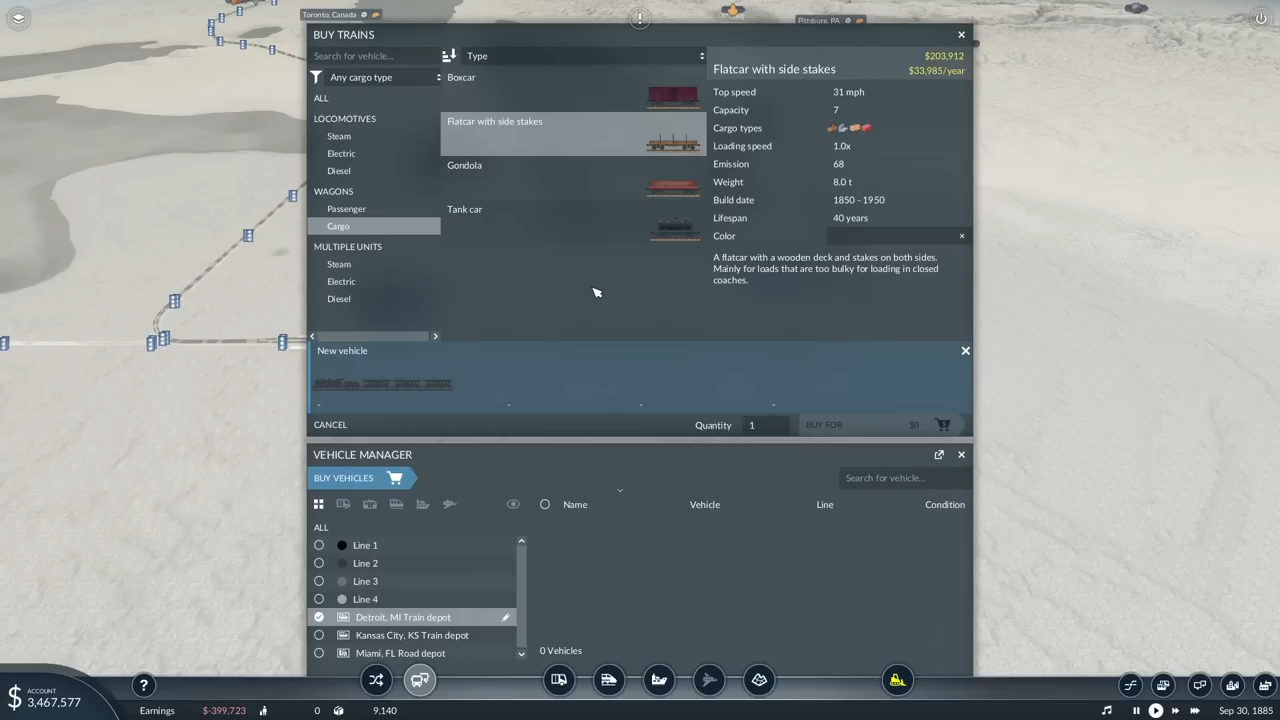 Toronto, Canada
Pittsburg, PA
BUY TRAINS
Search for vehicle...
Type
Any cargo type
ALL
LOCOMOTIVES
Steam
Electric
Diesel
WAGONS
Passenger
Cargo
MULTIPLE UNITS
Steam
Electric
Diesel
Boxcar
Flatcar with side stakes
Gondola
Tank car
$203,912
Flatcar with side stakes
$33,985/year
Top speed 31 mph
Capacity 7
Cargo types
Loading speed 1.0x
Emission 68
Weight 8.0 t
Build date 1850 - 1950
Lifespan 40 years
Color
A flatcar with a wooden deck and stakes on both sides.
Mainly for loads that are too bulky for loading in closed
coaches.
New vehicle
- - - -
CANCEL
Quantity 1
BUY FOR $0
VEHICLE MANAGER
BUY VEHICLES
Search for vehicle...
Name Vehicle Line Condition
ALL
Line 1
Line 2
Line 3
Line 4
Detroit, MI Train depot
Kansas City, KS Train depot
Miami, FL Road depot
0 Vehicles
$ ACCOUNT
3,467,577
?
Earnings $-399,723 0 9,140
Sep 30, 1885